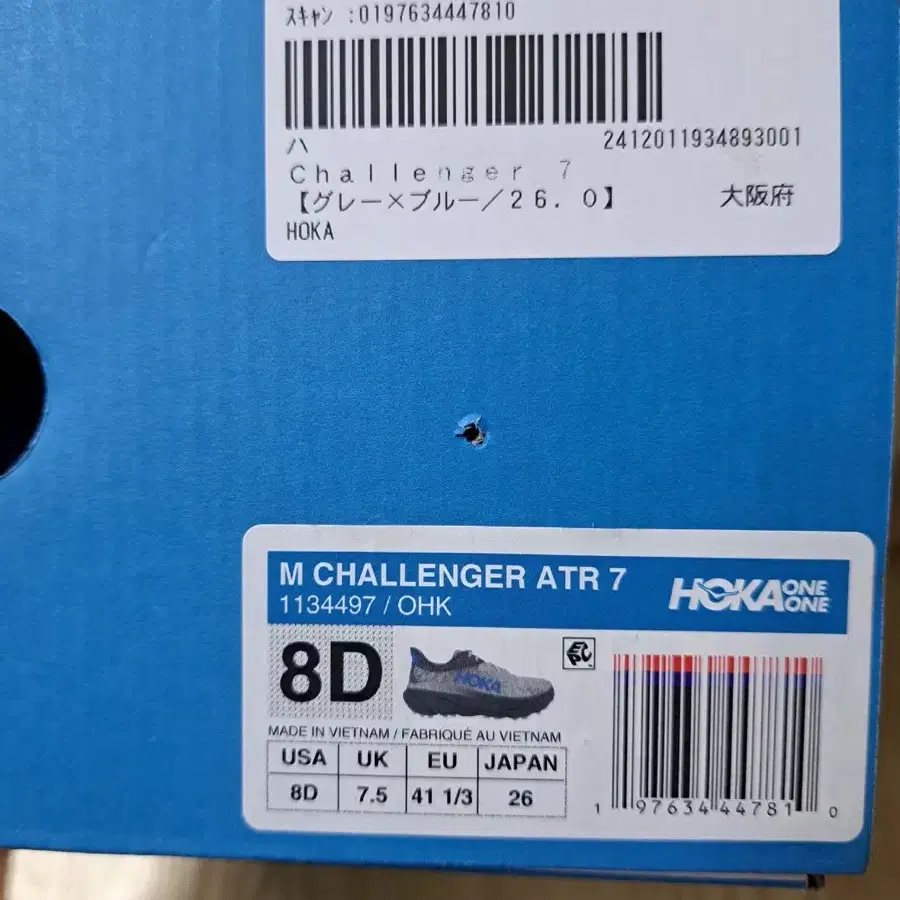 スキャン :0197634447810
ハ
2412011934893001
Challenger 7
【グレー×ブルー／26.0】
大阪府
HOKA
M CHALLENGER ATR 7
1134497 / OHK
HOKA ONE ONE
8D
HOKA
MADE IN VIETNAM / FABRIQUÉ AU VIETNAM
USA UK EU JAPAN
8D 7.5 41 1/3 26
1 97634 44781 0